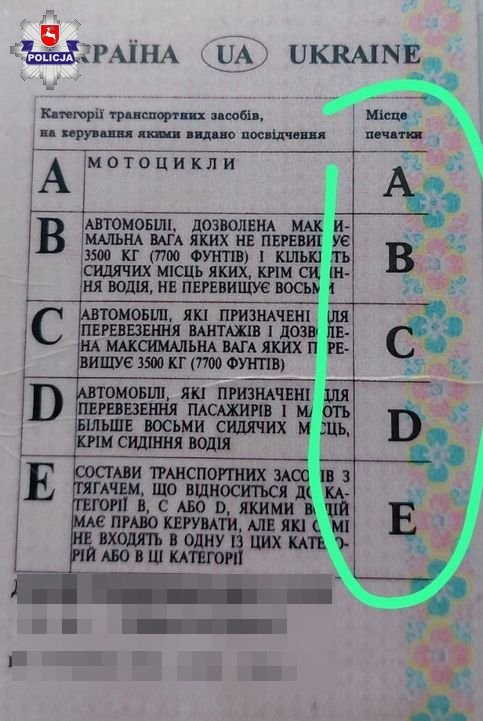 POLICJA
КРАЇНА UA UKRAINE
Категорії транспортних засобів, Місце
на керування якими видано посвідчення печатки
A МОТОЦИКЛИ A
B АВТОМОБІЛІ, ДОЗВОЛЕНА МАКСИ- B
МАЛЬНА ВАГА ЯКИХ НЕ ПЕРЕВИЩУЄ
3500 КГ (7700 ФУНТІВ) І КІЛЬКІСТЬ
СИДЯЧИХ МІСЦЬ ЯКИХ, КРІМ СИДІН-
НЯ ВОДІЯ, НЕ ПЕРЕВИЩУЄ ВОСЬМИ
C АВТОМОБІЛІ, ЯКІ ПРИЗНАЧЕНІ ДЛЯ C
ПЕРЕВЕЗЕННЯ ВАНТАЖІВ І ДОЗВОЛЕ-
НА МАКСИМАЛЬНА ВАГА ЯКИХ ПЕРЕ-
ВИЩУЄ 3500 КГ (7700 ФУНТІВ)
D АВТОМОБІЛІ, ЯКІ ПРИЗНАЧЕНІ ДЛЯ D
ПЕРЕВЕЗЕННЯ ПАСАЖИРІВ І МАЮТЬ
БІЛЬШЕ ВОСЬМИ СИДЯЧИХ МІСЦЬ,
КРІМ СИДІННЯ ВОДІЯ
E СОСТАВИ ТРАНСПОРТНИХ ЗАСОБІВ З E
ТЯГАЧЕМ, ЩО ВІДНОСИТЬСЯ ДО КА-
ТЕГОРІЇ B, C АБО D, ЯКИМИ ВОДІЙ
МАЄ ПРАВО КЕРУВАТИ, АЛЕ ЯКІ САМІ
НЕ ВХОДЯТЬ В ОДНУ ІЗ ЦИХ КАТЕГО-
РІЙ АБО В ЦІ КАТЕГОРІЇ